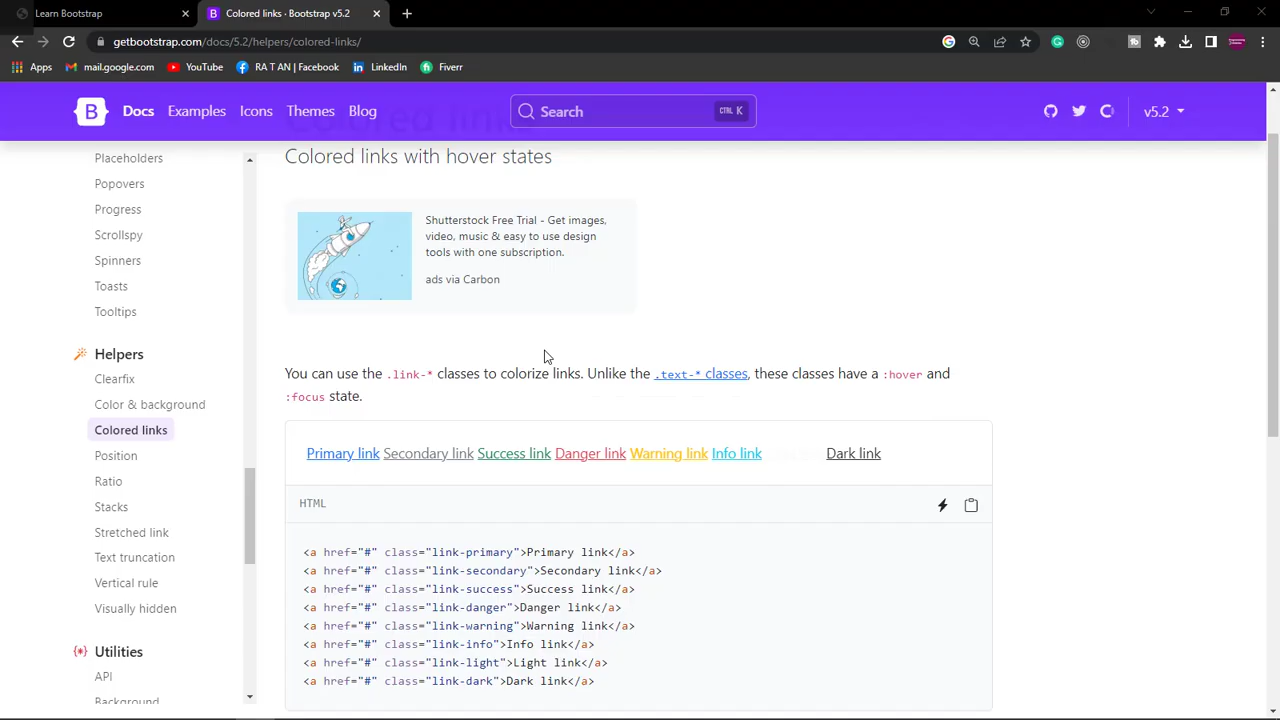 Learn Bootstrap
Colored links · Bootstrap v5.2
getbootstrap.com/docs/5.2/helpers/colored-links/
Apps
mail.google.com
YouTube
RA T AN | Facebook
LinkedIn
Fiverr
B
Docs
Examples
Icons
Themes
Blog
Search
CTRL K
v5.2
Placeholders
Popovers
Progress
Scrollspy
Spinners
Toasts
Tooltips
Helpers
Clearfix
Color & background
Colored links
Position
Ratio
Stacks
Stretched link
Text truncation
Vertical rule
Visually hidden
Utilities
API
Background
Colored links
Colored links with hover states
Shutterstock Free Trial - Get images,
video, music & easy to use design
tools with one subscription.
ads via Carbon
You can use the .link-* classes to colorize links. Unlike the .text-* classes, these classes have a :hover and
:focus state.
Primary link Secondary link Success link Danger link Warning link Info link Dark link
HTML
<a href="#" class="link-primary">Primary link</a>
<a href="#" class="link-secondary">Secondary link</a>
<a href="#" class="link-success">Success link</a>
<a href="#" class="link-danger">Danger link</a>
<a href="#" class="link-warning">Warning link</a>
<a href="#" class="link-info">Info link</a>
<a href="#" class="link-light">Light link</a>
<a href="#" class="link-dark">Dark link</a>